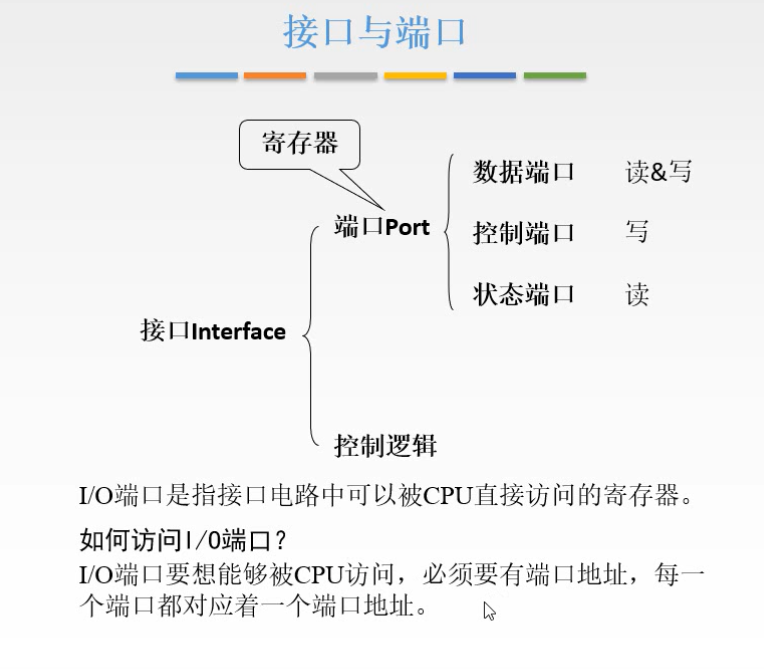 接口与端口
寄存器
数据端口 读&写
端口Port
控制端口 写
状态端口 读
接口Interface
控制逻辑
I/O端口是指接口电路中可以被CPU直接访问的寄存器。
如何访问I/O端口？
I/O端口要想能够被CPU访问，必须要有端口地址，每一
个端口都对应着一个端口地址。